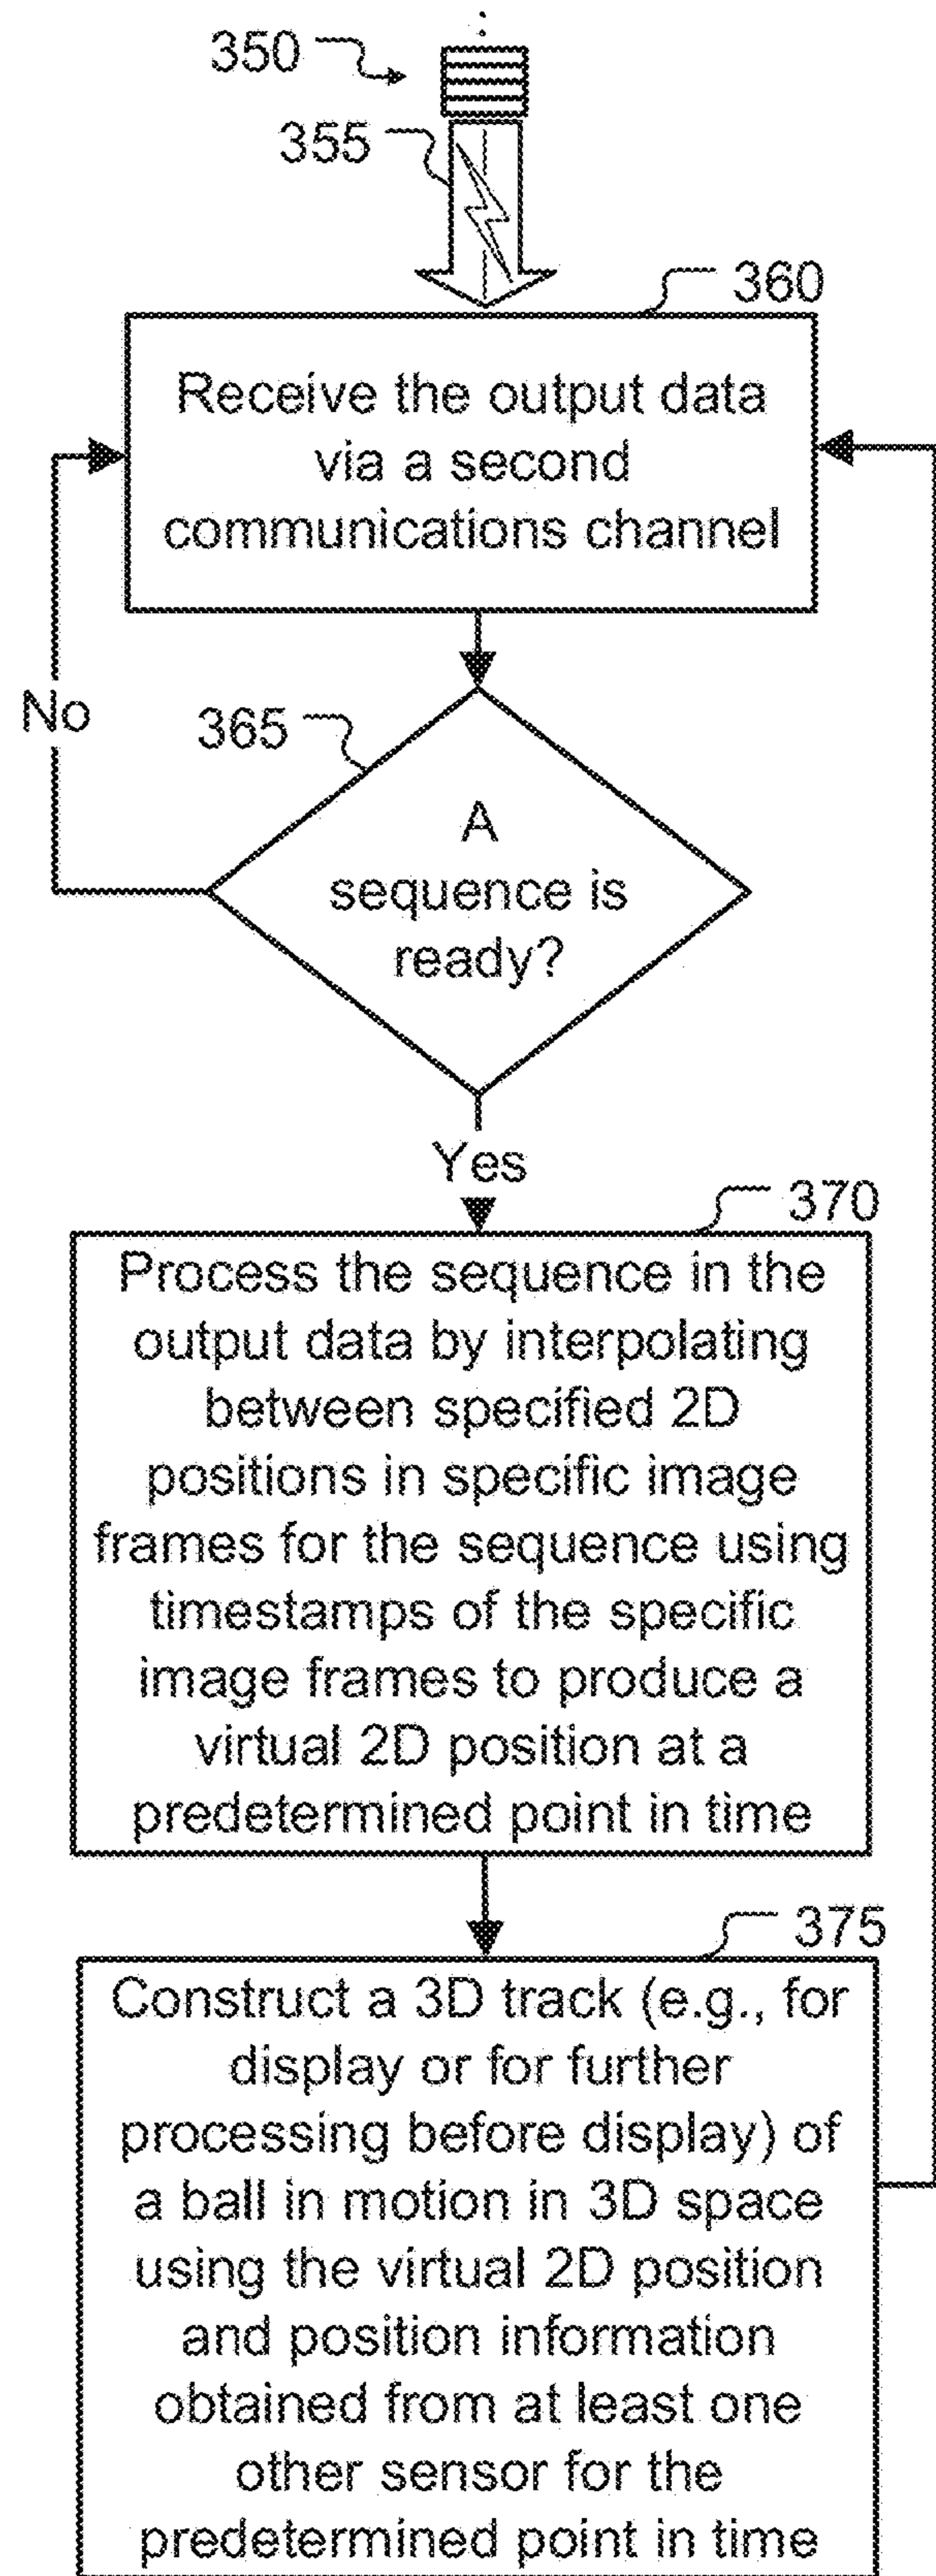 350
355
360
Receive the output data
via a second
communications channel
No
365
A
sequence is
ready?
Yes
370
Process the sequence in the
output data by interpolating
between specified 2D
positions in specific image
frames for the sequence using
timestamps of the specific
image frames to produce a
virtual 2D position at a
predetermined point in time
375
Construct a 3D track (e.g., for
display or for further
processing before display) of
a ball in motion in 3D space
using the virtual 2D position
and position information
obtained from at least one
other sensor for the
predetermined point in time